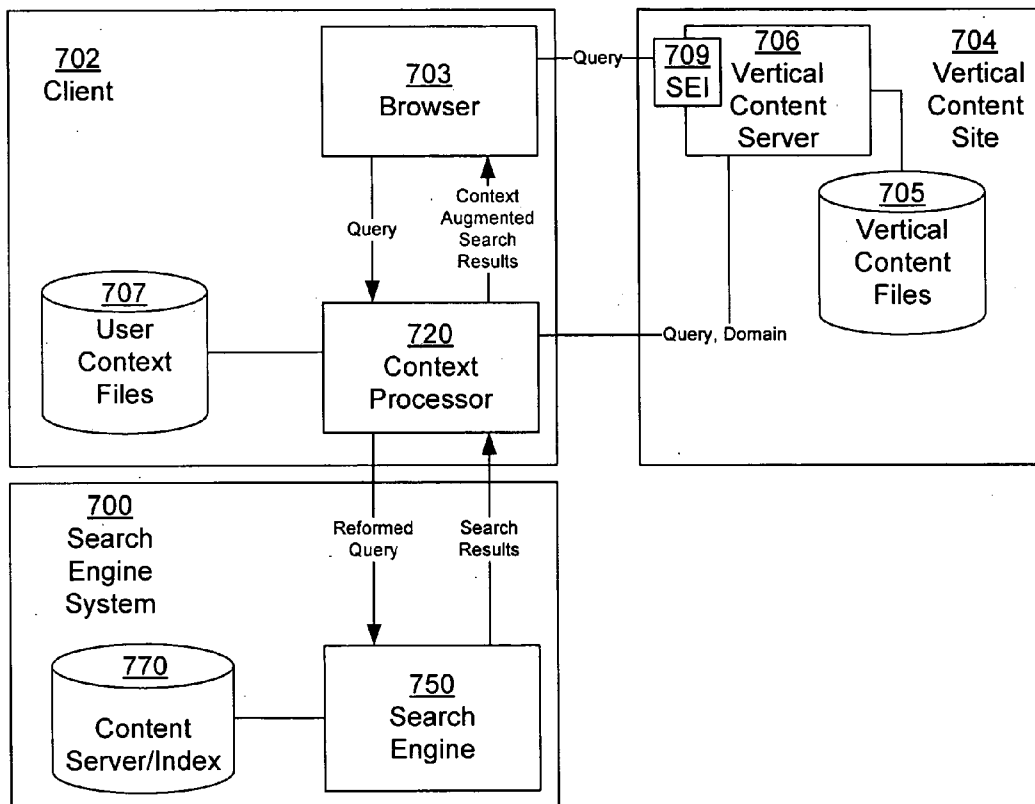 702
Client
703
Browser
Query
709
SEI
706
Vertical
Content
Server
704
Vertical
Content
Site
705
Vertical
Content
Files
Query
Context
Augmented
Search
Results
707
User
Context
Files
720
Context
Processor
Query, Domain
700
Search
Engine
System
Reformed
Query
Search
Results
770
Content
Server/Index
750
Search
Engine